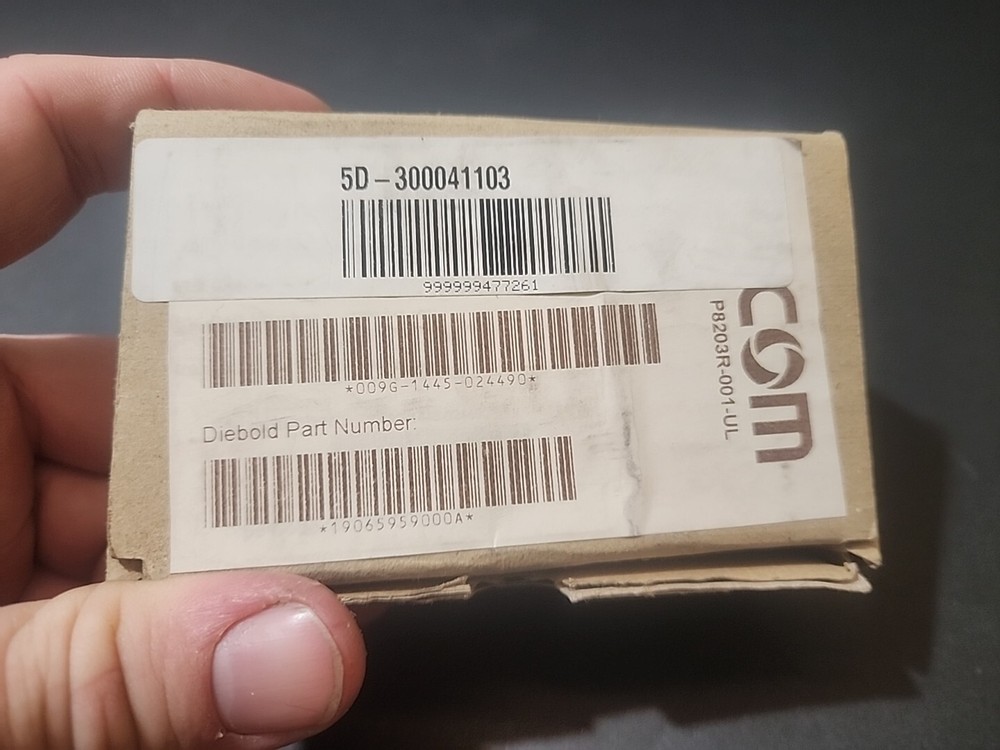 5D-300041103
999999477261
*009G-1445-024490*
Diebold Part Number:
*19065959000A*
com
P8203R-001-UL